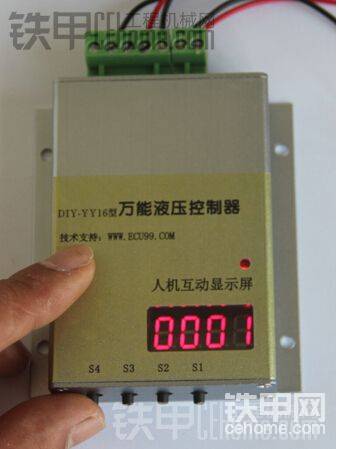 铁甲工程机械网
DIY-YY16型万能液压控制器
技术支持：WWW.ECU99.COM
人机互动显示屏
0001
S4 S3 S2 S1
铁甲网
cehome.com